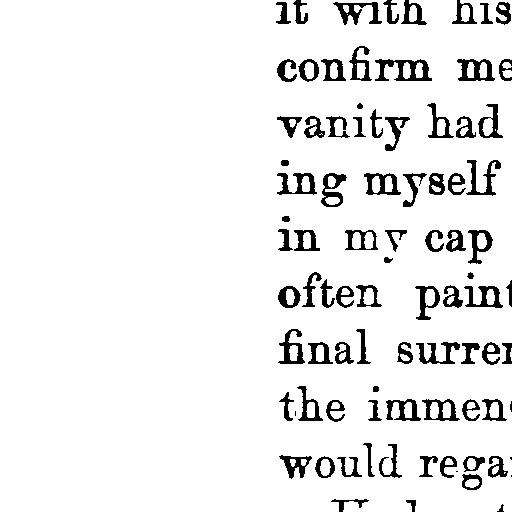 it with his
confirm me
vanity had
ing myself
in my cap
often paint
final surren
the immen
would rega